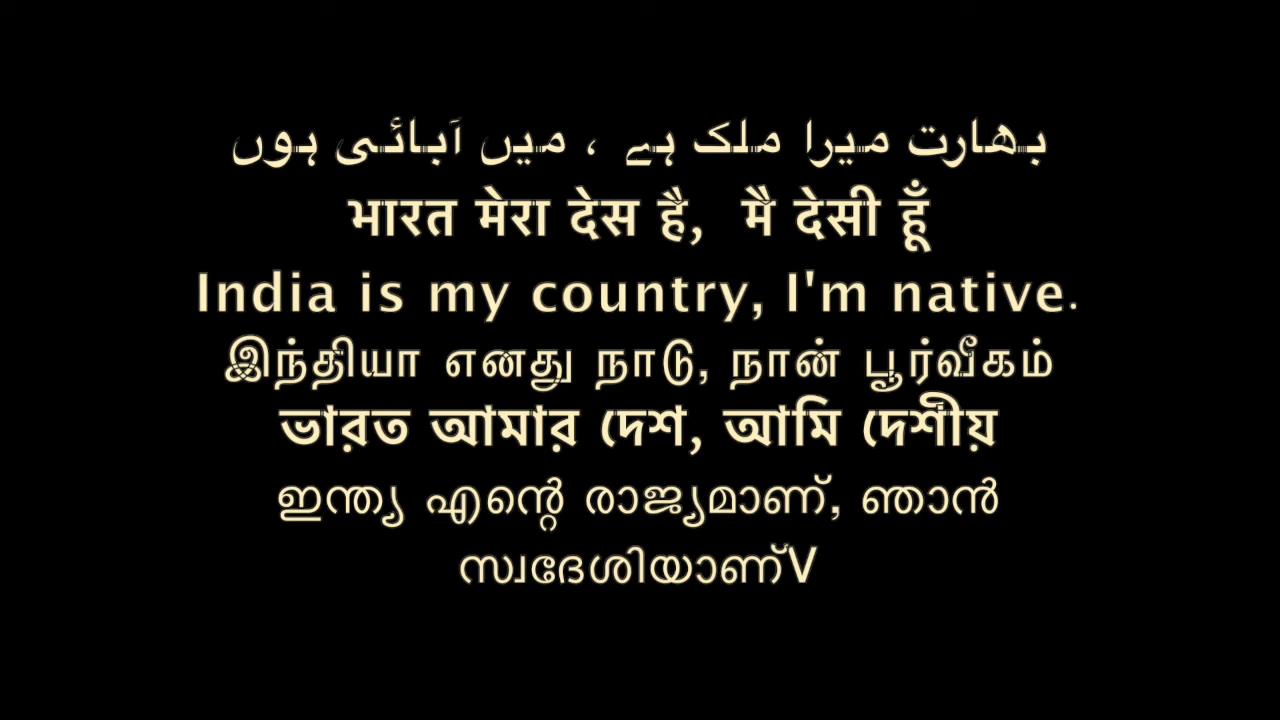 بھارت میرا ملک ہے ، میں آبائی ہوں
भारत मेरा देस है, मै देसी हूँ
India is my country, I'm native.
இந்தியா எனது நாடு, நான் பூர்வீகம்
ভারত আমার দেশ, আমি দেশীয়
ഇന്ത്യ എന്റെ രാജ്യമാണ്, ഞാൻ
സ്വദേശിയാണ്V